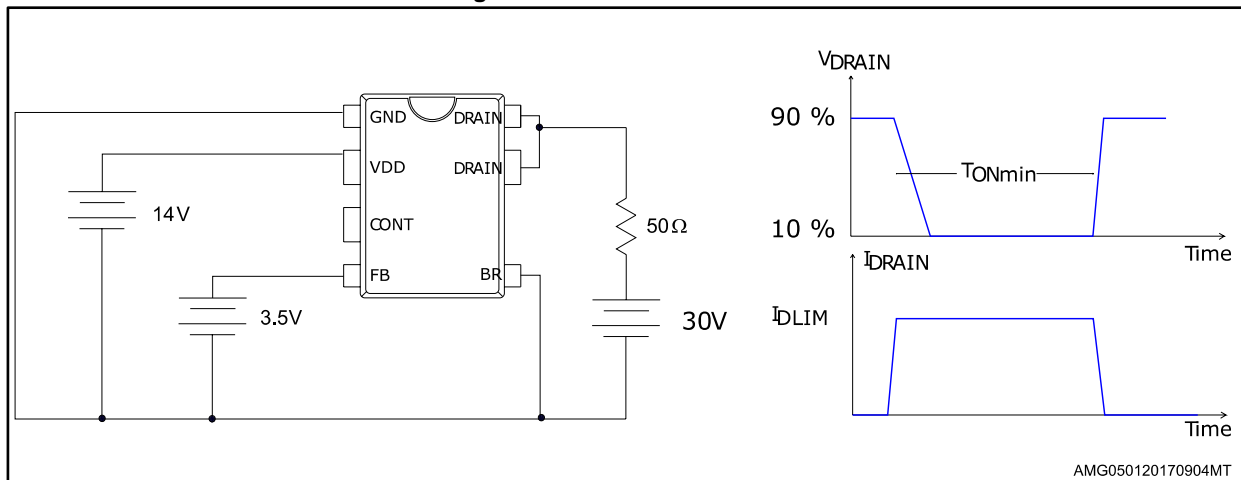 GND
DRAIN
VDD
DRAIN
CONT
FB
BR
14V
3.5V
50Ω
30V
VDRAIN
90 %
TONmin
10 %
Time
IDRAIN
IDLIM
Time
AMG050120170904MT